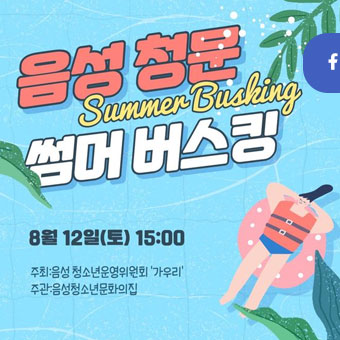 음성 청문
Summer Busking
썸머 버스킹
8월 12일(토) 15:00
주최:음성 청소년운영위원회 '가우리'
주관:음성청소년문화의집
f